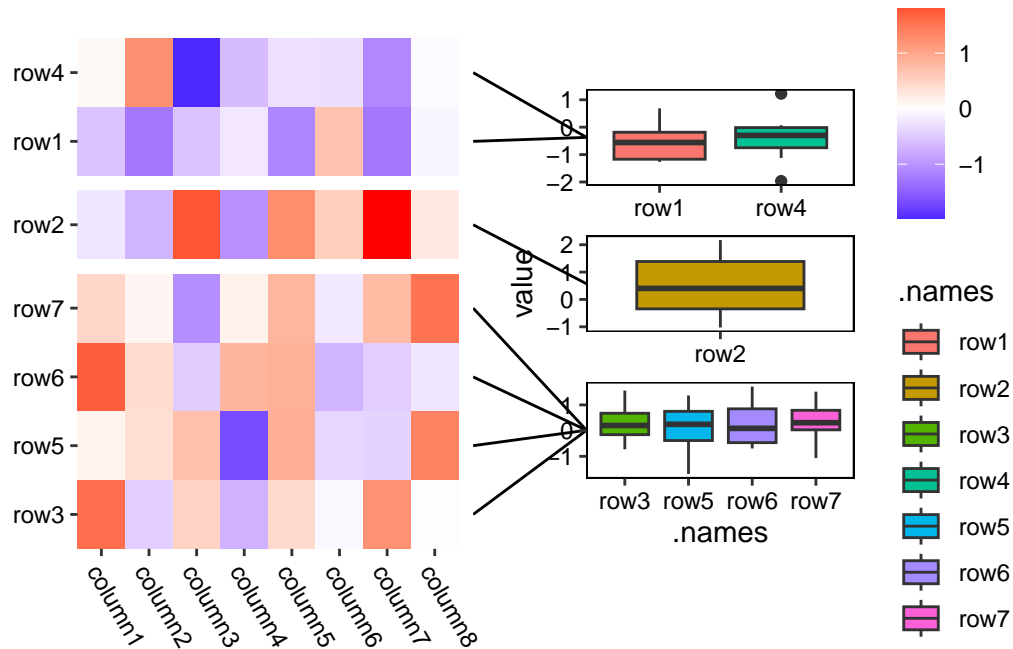 row4
row1
row2
row7
row6
row5
row3
column1
column2
column3
column4
column5
column6
column7
column8
value
1
0
−1
−2
row1 row4
2
1
0
−1
row2
1
0
−1
row3 row5 row6 row7
.names
1
0
−1
.names
row1
row2
row3
row4
row5
row6
row7